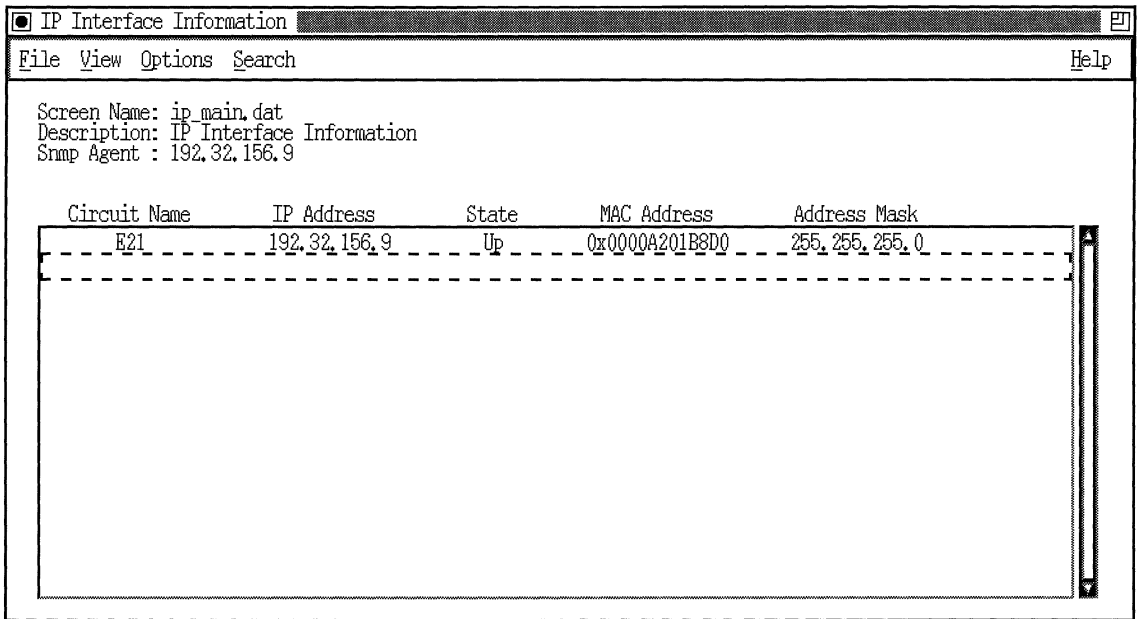 IP Interface Information
File View Options Search Help
Screen Name: ip_main.dat
Description: IP Interface Information
Snmp Agent : 192.32.156.9
Circuit Name IP Address State MAC Address Address Mask
E21 192.32.156.9 Up 0x0000A201B8D0 255.255.255.0